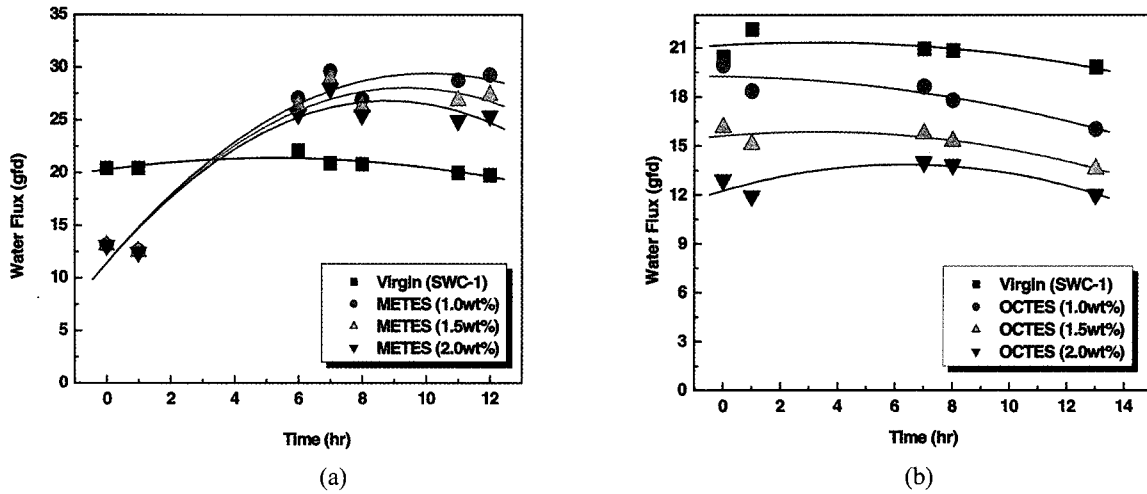 35
30
25
20
15
10
5
0
Water Flux (gfd)
Virgin (SWC-1)
METES (1.0wt%)
METES (1.5wt%)
METES (2.0wt%)
0 2 4 6 8 10 12
Time (hr)
(a)
21
18
15
12
9
6
3
0
Water Flux (gfd)
Virgin (SWC-1)
OCTES (1.0wt%)
OCTES (1.5wt%)
OCTES (2.0wt%)
0 2 4 6 8 10 12 14
Time (hr)
(b)